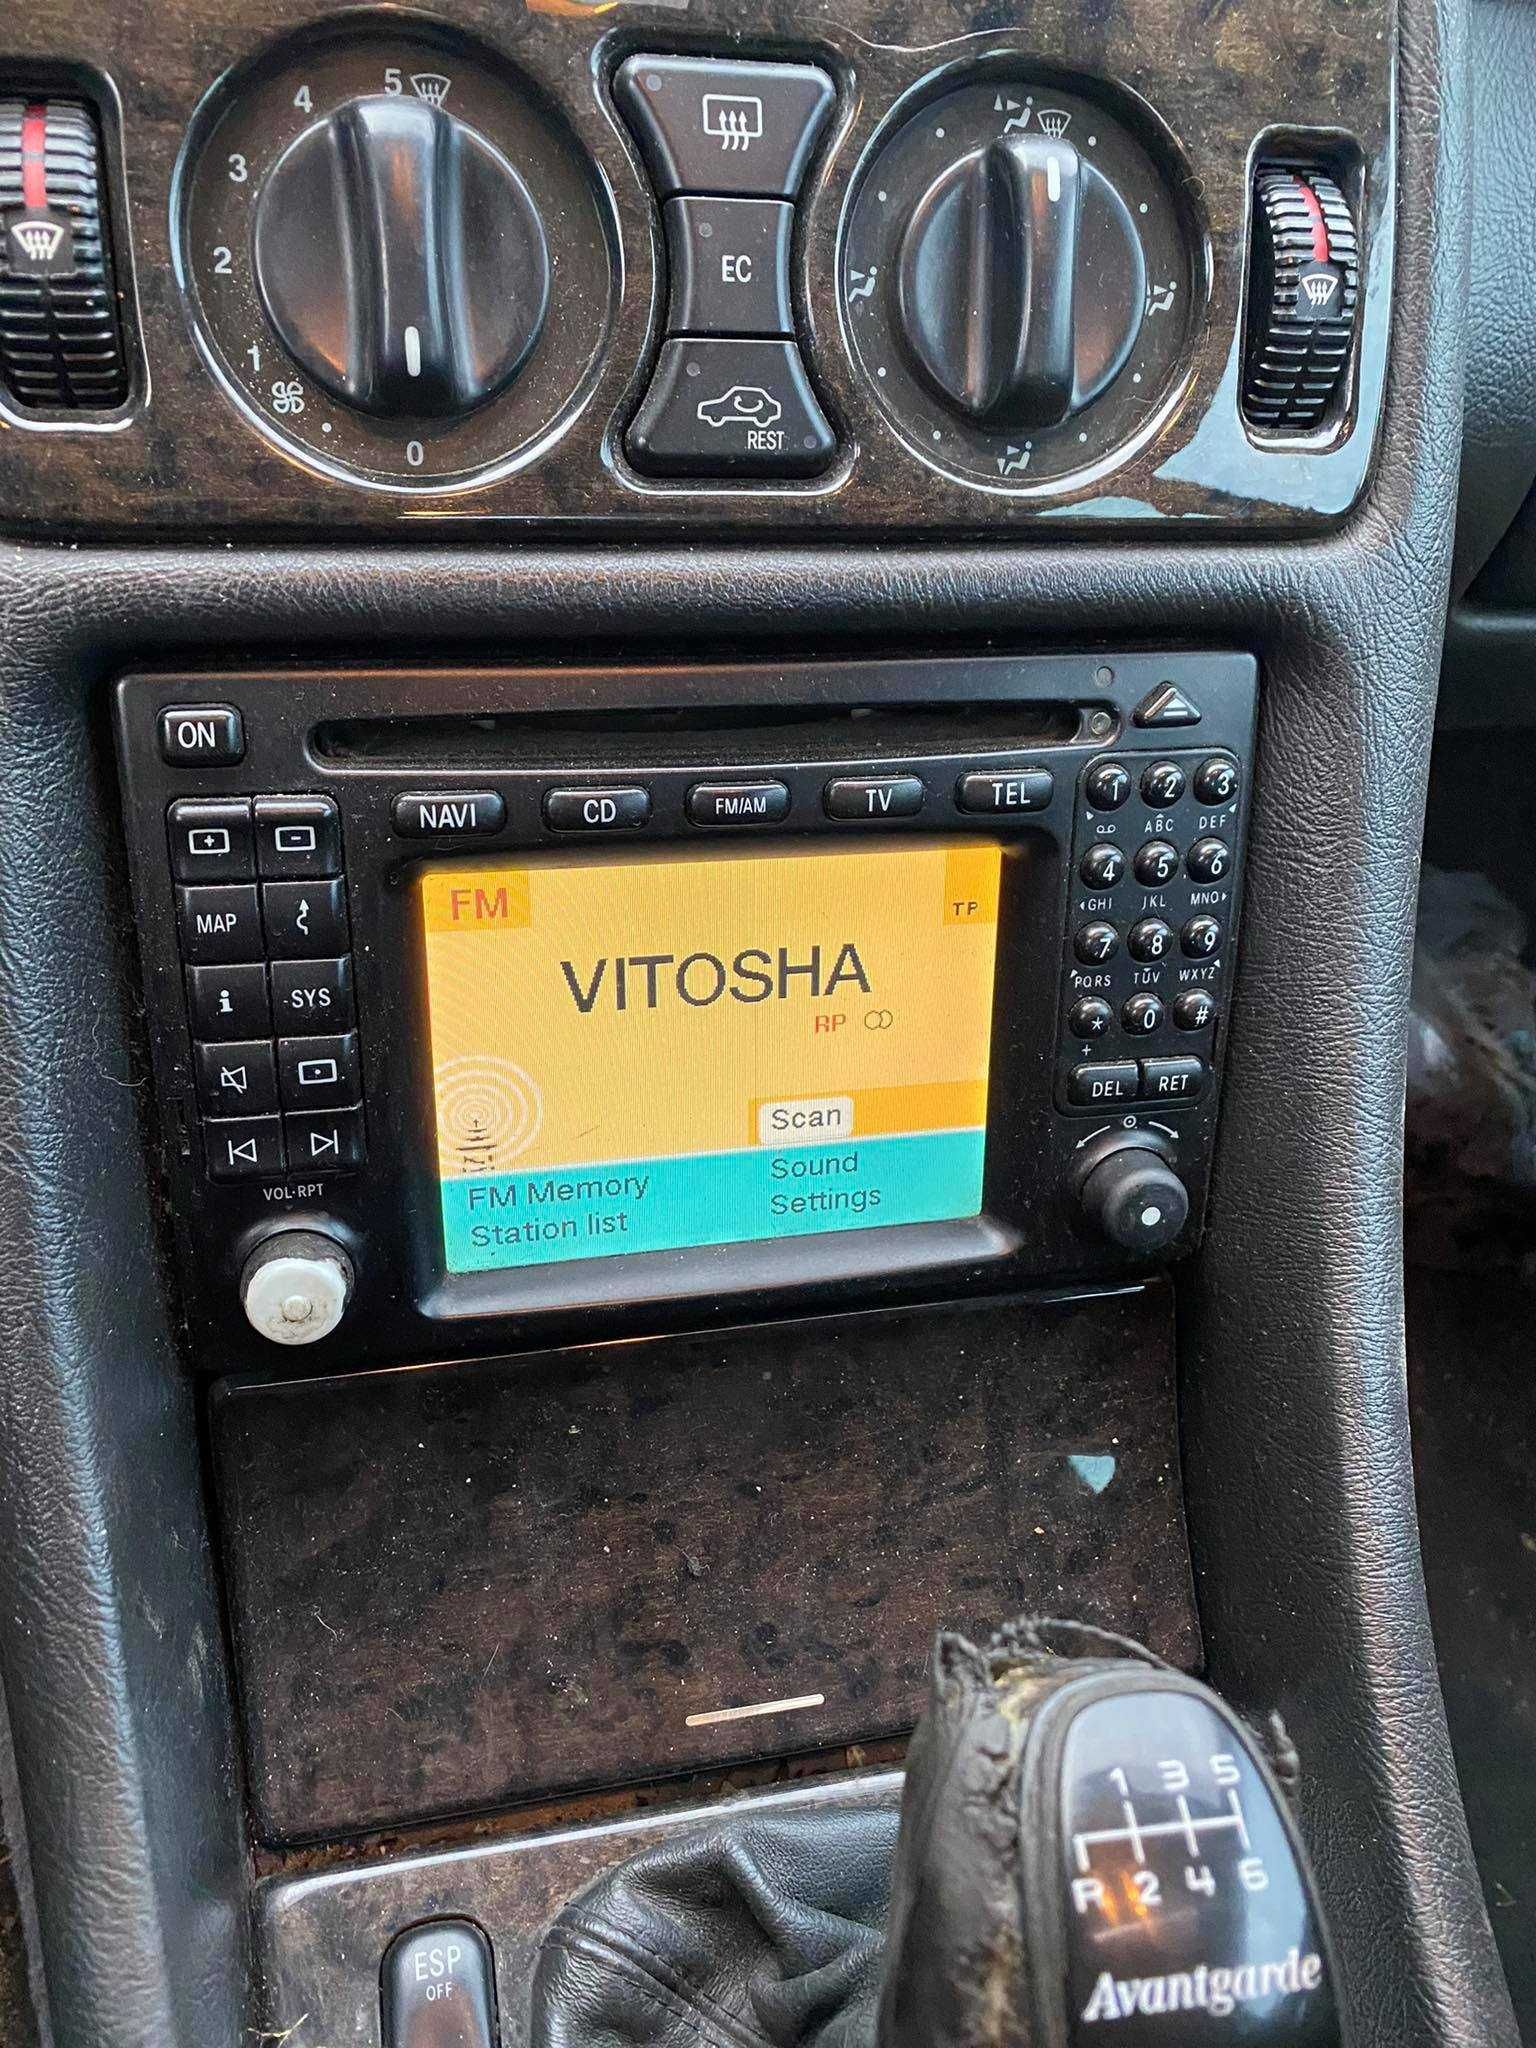 5
4
3
2
1
0
EC
REST
ON
NAVI
CD
FM/AM
TV
TEL
1 2 3
ABC DEF
4 5 6
GHI JKL MNO
7 8 9
PQRS TUV WXYZ
* 0 #
+
DEL RET
+ -
MAP
i SYS
VOL·RPT
FM
TP
VITOSHA
RP
Scan
FM Memory
Sound
Station list
Settings
1 3 5
R 2 4 6
Avantgarde
ESP
OFF